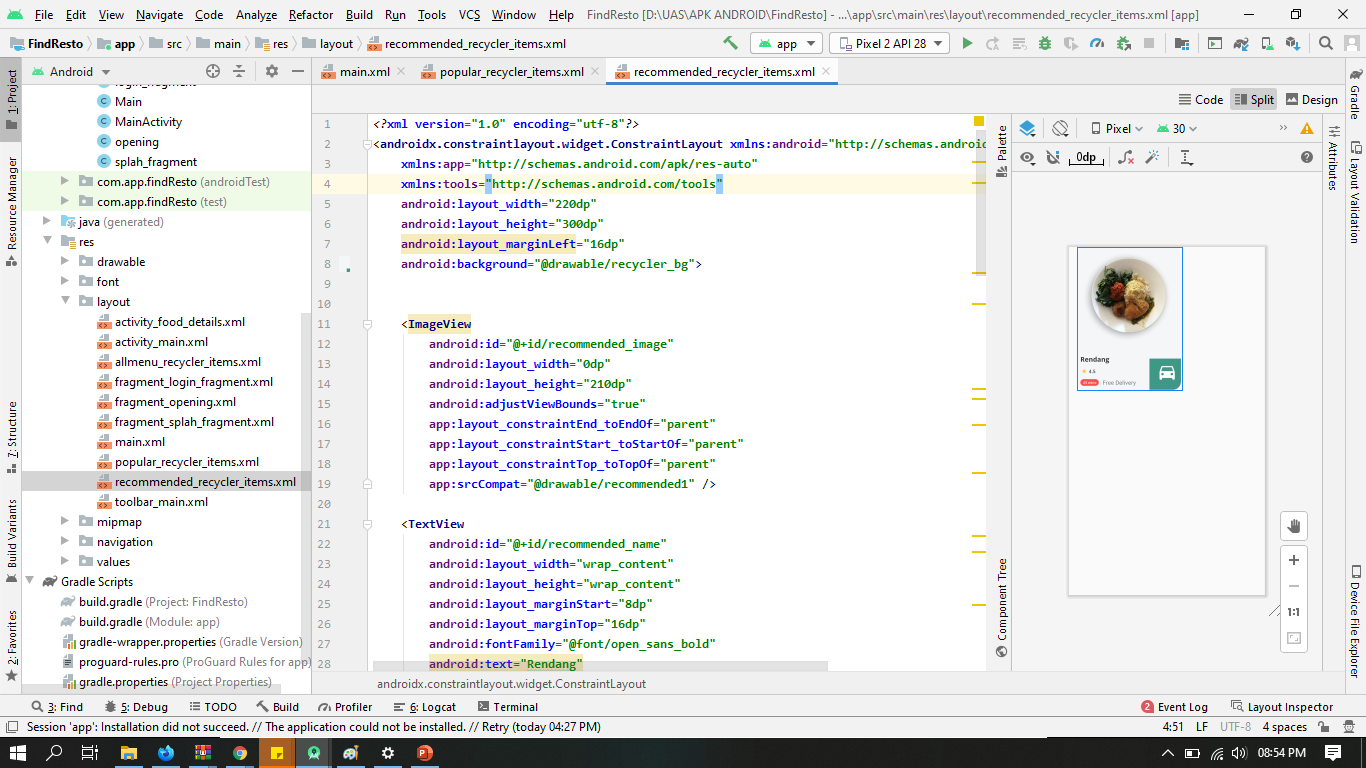 File Edit View Navigate Code Analyze Refactor Build Run Tools VCS Window Help FindResto [D:\UAS\APK ANDROID\FindResto] - ...\app\src\main\res\layout\recommended_recycler_items.xml [app]
FindResto app src main res layout recommended_recycler_items.xml app Pixel 2 API 28
1: Project
Resource Manager
Z: Structure
Build Variants
2: Favorites
Android
login_fragment
Main
MainActivity
opening
splah_fragment
com.app.findResto (androidTest)
com.app.findResto (test)
java (generated)
res
drawable
font
layout
activity_food_details.xml
activity_main.xml
allmenu_recycler_items.xml
fragment_login_fragment.xml
fragment_opening.xml
fragment_splah_fragment.xml
main.xml
popular_recycler_items.xml
recommended_recycler_items.xml
toolbar_main.xml
mipmap
navigation
values
Gradle Scripts
build.gradle (Project: FindResto)
build.gradle (Module: app)
gradle-wrapper.properties (Gradle Version)
proguard-rules.pro (ProGuard Rules for app)
gradle.properties (Project Properties)
main.xml popular_recycler_items.xml recommended_recycler_items.xml
Code Split Design
1 <?xml version="1.0" encoding="utf-8"?>
2 <androidx.constraintlayout.widget.ConstraintLayout xmlns:android="http://schemas.androi
3 xmlns:app="http://schemas.android.com/apk/res-auto"
4 xmlns:tools="http://schemas.android.com/tools"
5 android:layout_width="220dp"
6 android:layout_height="300dp"
7 android:layout_marginLeft="16dp"
8 android:background="@drawable/recycler_bg">
9
10
11 <ImageView
12 android:id="@+id/recommended_image"
13 android:layout_width="0dp"
14 android:layout_height="210dp"
15 android:adjustViewBounds="true"
16 app:layout_constraintEnd_toEndOf="parent"
17 app:layout_constraintStart_toStartOf="parent"
18 app:layout_constraintTop_toTopOf="parent"
19 app:srcCompat="@drawable/recommended1" />
20
21 <TextView
22 android:id="@+id/recommended_name"
23 android:layout_width="wrap_content"
24 android:layout_height="wrap_content"
25 android:layout_marginStart="8dp"
26 android:layout_marginTop="16dp"
27 android:fontFamily="@font/open_sans_bold"
28 android:text="Rendang"
androidx.constraintlayout.widget.ConstraintLayout
Palette
Component Tree
Pixel 30
0dp
Rendang
4.5
Free Delivery
1:1
Attributes
Gradle
Layout Validation
Device File Explorer
3: Find 5: Debug TODO Build Profiler 6: Logcat Terminal 2 Event Log Layout Inspector
Session 'app': Installation did not succeed. // The application could not be installed. // Retry (today 04:27 PM) 4:51 LF UTF-8 4 spaces
08:54 PM